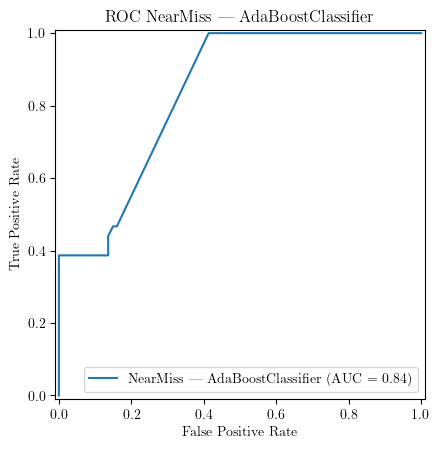 ROC NearMiss — AdaBoostClassifier
1.0
0.8
0.6
0.4
0.2
0.0
True Positive Rate
NearMiss — AdaBoostClassifier (AUC = 0.84)
0.0 0.2 0.4 0.6 0.8 1.0
False Positive Rate